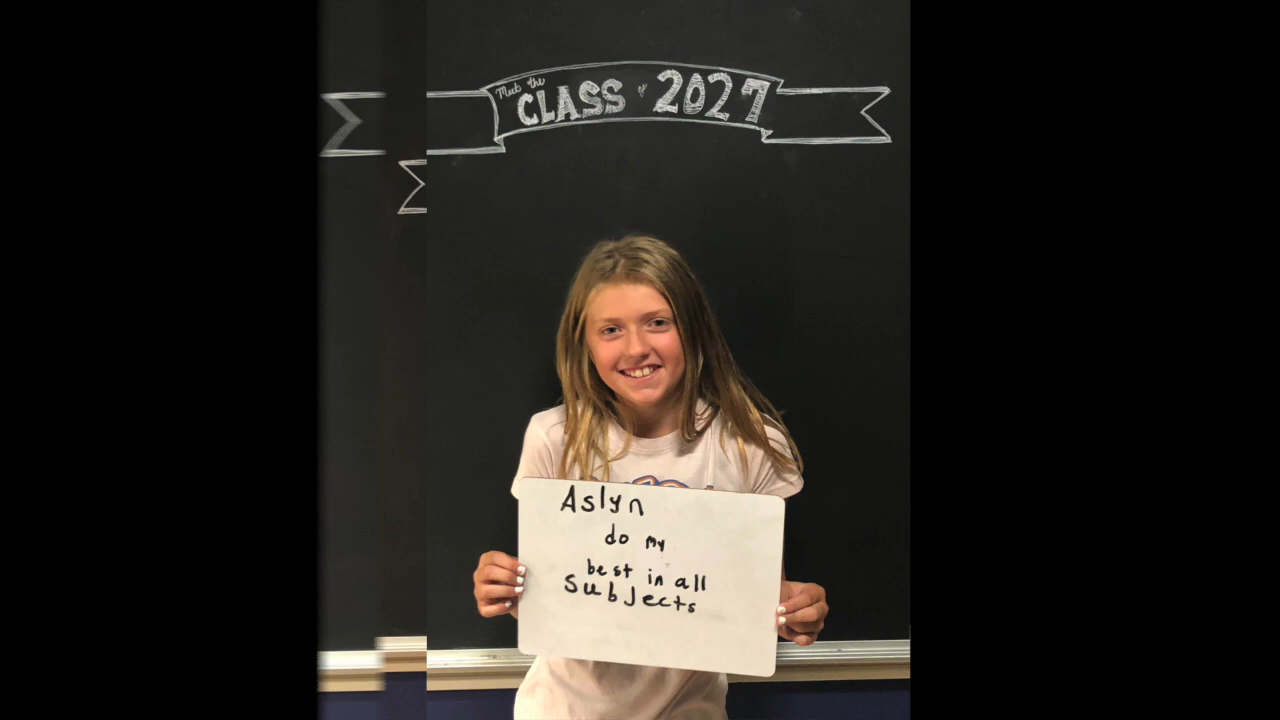 Meet the
CLASS of 2027
Aslyn
do my
best in all
Subjects